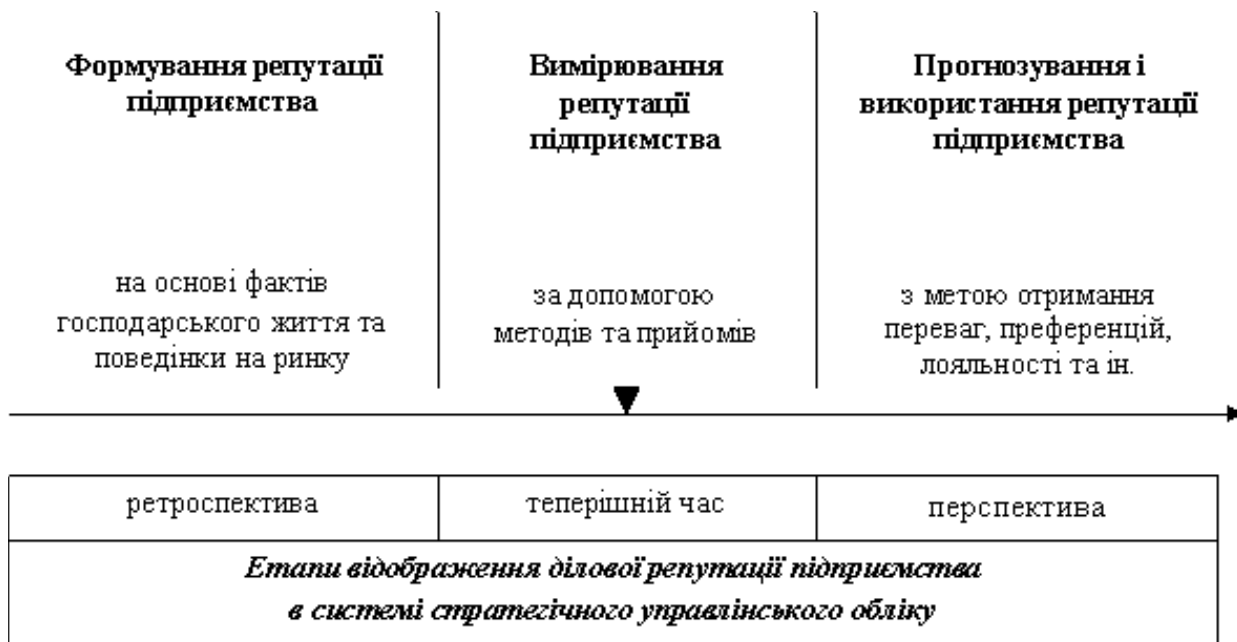 Формування репутації
підприємства
Вимірювання
репутації
підприємства
Прогнозування і
використання репутації
підприємства
на основі фактів
господарського життя та
поведінки на ринку
за допомогою
методів та прийомів
з метою отримання
переваг, преференцій,
лояльності та ін.
ретроспектива
теперішній час
перспектива
Етапи відображення ділової репутації підприємства
в системі стратегічного управлінського обліку